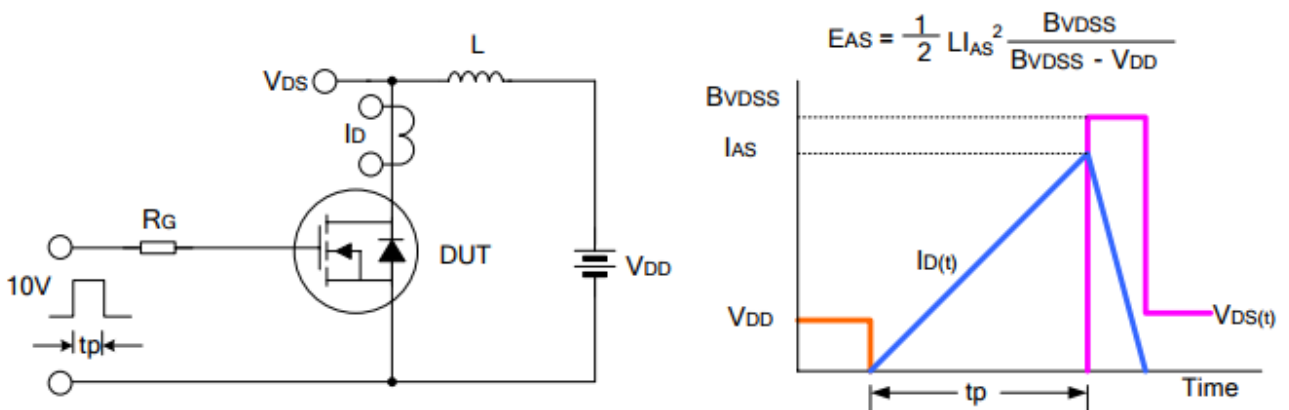 L
VDS
ID
RG
DUT
VDD
10V
tp
EAS = 1/2 LIAS² BVDSS / BVDSS - VDD
BVDSS
IAS
ID(t)
VDD
VDS(t)
tp
Time